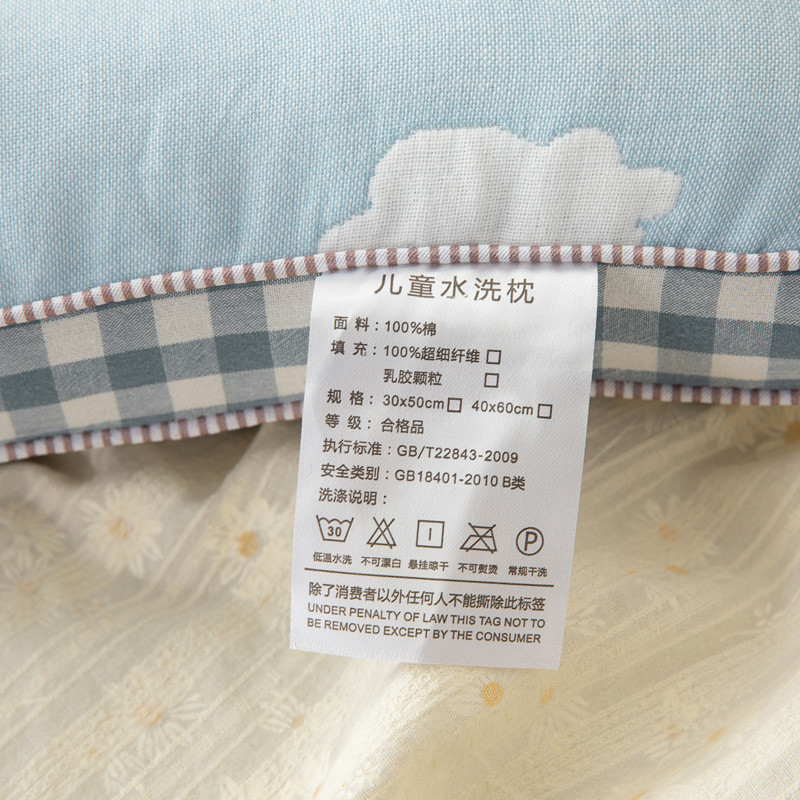 儿童水洗枕
面 料：100%棉
填 充：100%超细纤维□
乳胶颗粒 □
规 格：30x50cm□ 40x60cm□
等 级：合格品
执行标准：GB/T22843-2009
安全类别：GB18401-2010 B类
洗涤说明：
30 P
低温水洗 不可漂白 悬挂晾干 不可熨烫 常规干洗
除了消费者以外任何人不能撕除此标签
UNDER PENALTY OF LAW THIS TAG NOT TO
BE REMOVED EXCEPT BY THE CONSUMER